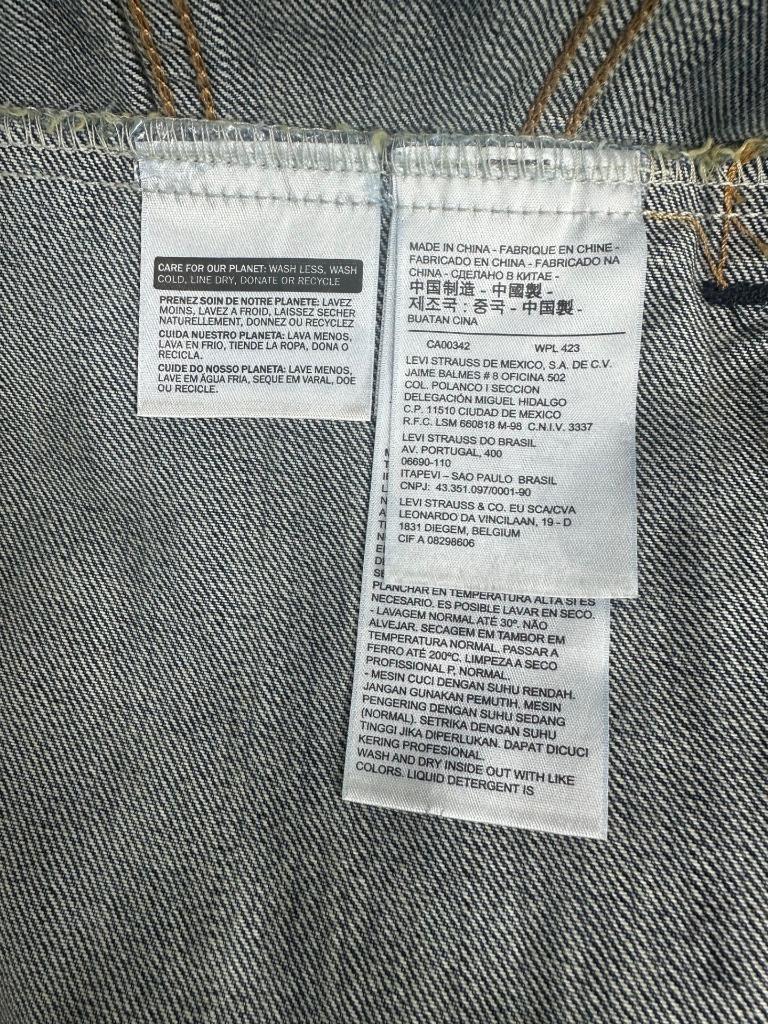 CARE FOR OUR PLANET: WASH LESS, WASH
COLD, LINE DRY, DONATE OR RECYCLE
PRENEZ SOIN DE NOTRE PLANETE: LAVEZ
MOINS, LAVEZ A FROID, LAISSEZ SECHER
NATURELLEMENT, DONNEZ OU RECYCLEZ
CUIDA NUESTRO PLANETA: LAVA MENOS,
LAVA EN FRIO, TIENDE LA ROPA, DONA O
RECICLA.
CUIDE DO NOSSO PLANETA: LAVE MENOS,
LAVE EM ÁGUA FRIA, SEQUE EM VARAL, DOE
OU RECICLE.
MADE IN CHINA - FABRIQUE EN CHINE -
FABRICADO EN CHINA - FABRICADO NA
CHINA - СДЕЛАНО В КИТАЕ -
中国制造 - 中國製 -
제조국 : 중국 - 中国製 -
BUATAN CINA
CA00342 WPL 423
LEVI STRAUSS DE MEXICO, S.A. DE C.V.
JAIME BALMES # 8 OFICINA 502
COL. POLANCO I SECCION
DELEGACIÓN MIGUEL HIDALGO
C.P. 11510 CIUDAD DE MEXICO
R.F.C. LSM 660818 M-98 C.N.I.V. 3337
LEVI STRAUSS DO BRASIL
AV. PORTUGAL, 400
06690-110
ITAPEVI – SAO PAULO BRASIL
CNPJ: 43.351.097/0001-90
LEVI STRAUSS & CO. EU SCA/CVA
LEONARDO DA VINCILAAN, 19 - D
1831 DIEGEM, BELGIUM
CIF A 08298606
PLANCHAR EN TEMPERATURA ALTA SI ES
NECESARIO. ES POSIBLE LAVAR EN SECO.
- LAVAGEM NORMAL ATÉ 30º. NÃO
ALVEJAR. SECAGEM EM TAMBOR EM
TEMPERATURA NORMAL. PASSAR A
FERRO ATÉ 200ºC. LIMPEZA A SECO
PROFISSIONAL P, NORMAL.
- MESIN CUCI DENGAN SUHU RENDAH.
JANGAN GUNAKAN PEMUTIH. MESIN
PENGERING DENGAN SUHU SEDANG
(NORMAL). SETRIKA DENGAN SUHU
TINGGI JIKA DIPERLUKAN. DAPAT DICUCI
KERING PROFESIONAL.
WASH AND DRY INSIDE OUT WITH LIKE
COLORS. LIQUID DETERGENT IS